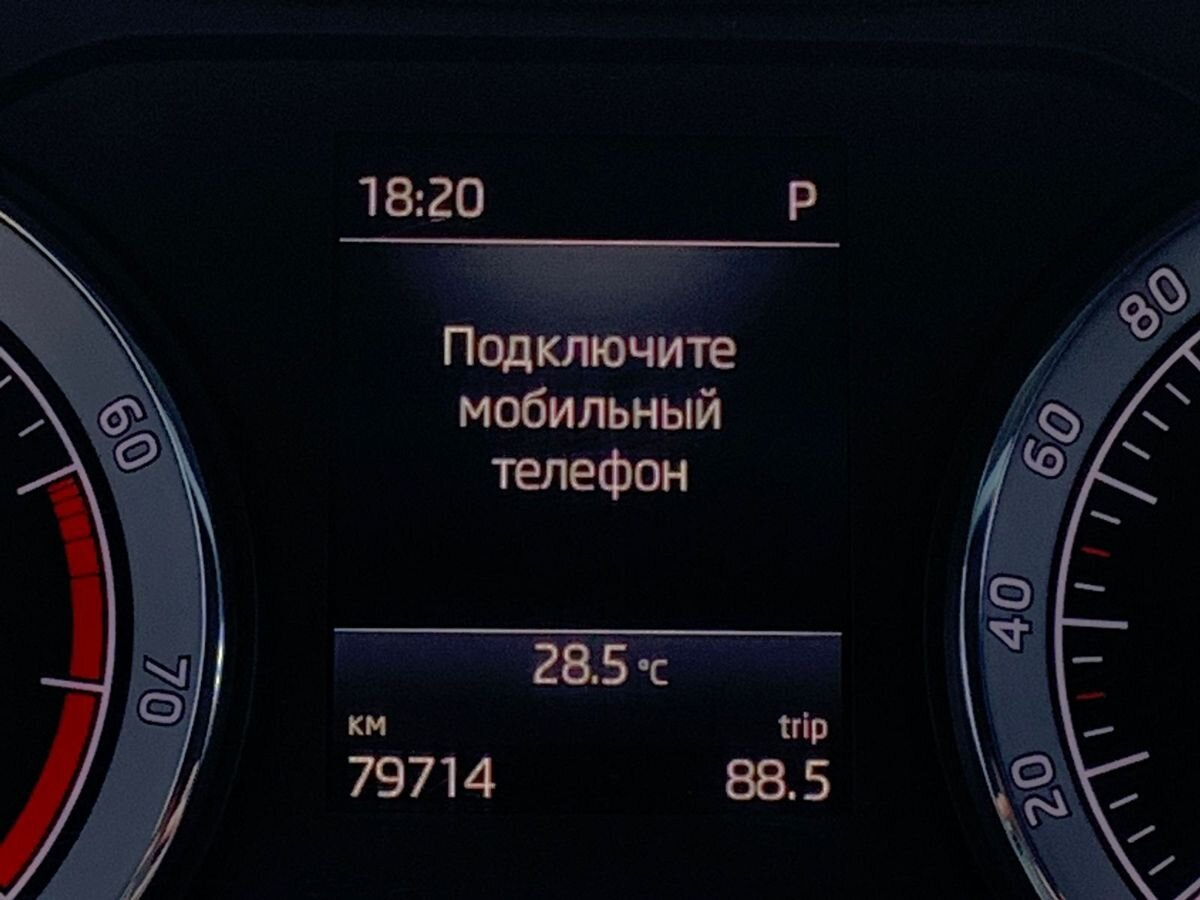 18:20 P
Подключите
мобильный
телефон
28.5 °C
км trip
79714 88.5
60
70
80
60
40
20